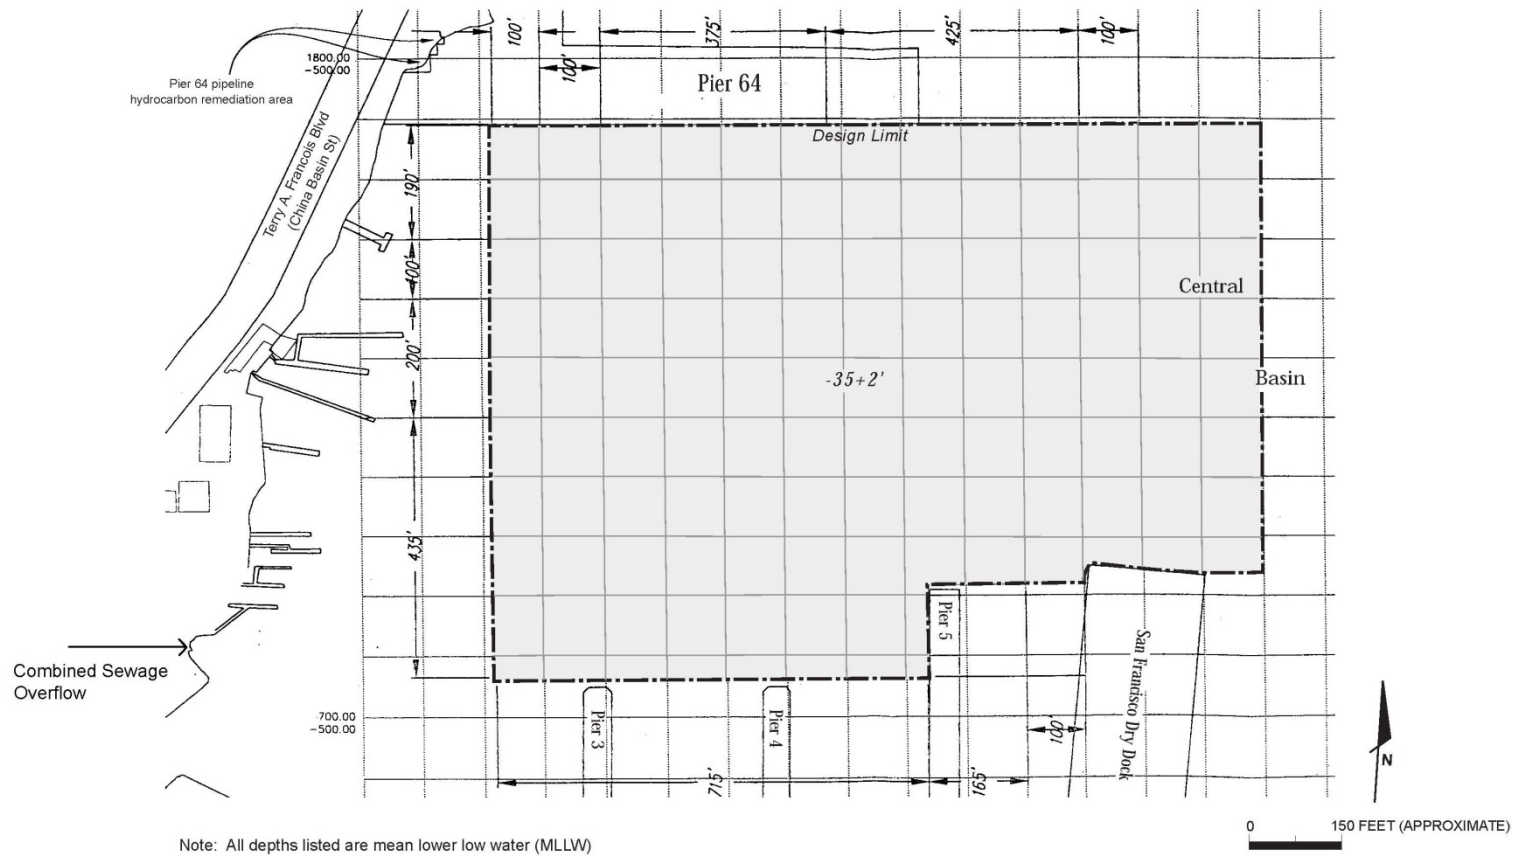 100'
375'
425'
100'
100'
1800.00
-500.00
Pier 64
Pier 64 pipeline
hydrocarbon remediation area
Terry A. Francois Blvd
(China Basin St)
Design Limit
190'
100'
200'
435'
Central
-35+2'
Basin
Combined Sewage
Overflow
-700.00
-500.00
Pier 3
Pier 4
Pier 5
San Francisco Dry Dock
100'
715'
165'
N
0 150 FEET (APPROXIMATE)
Note: All depths listed are mean lower low water (MLLW)